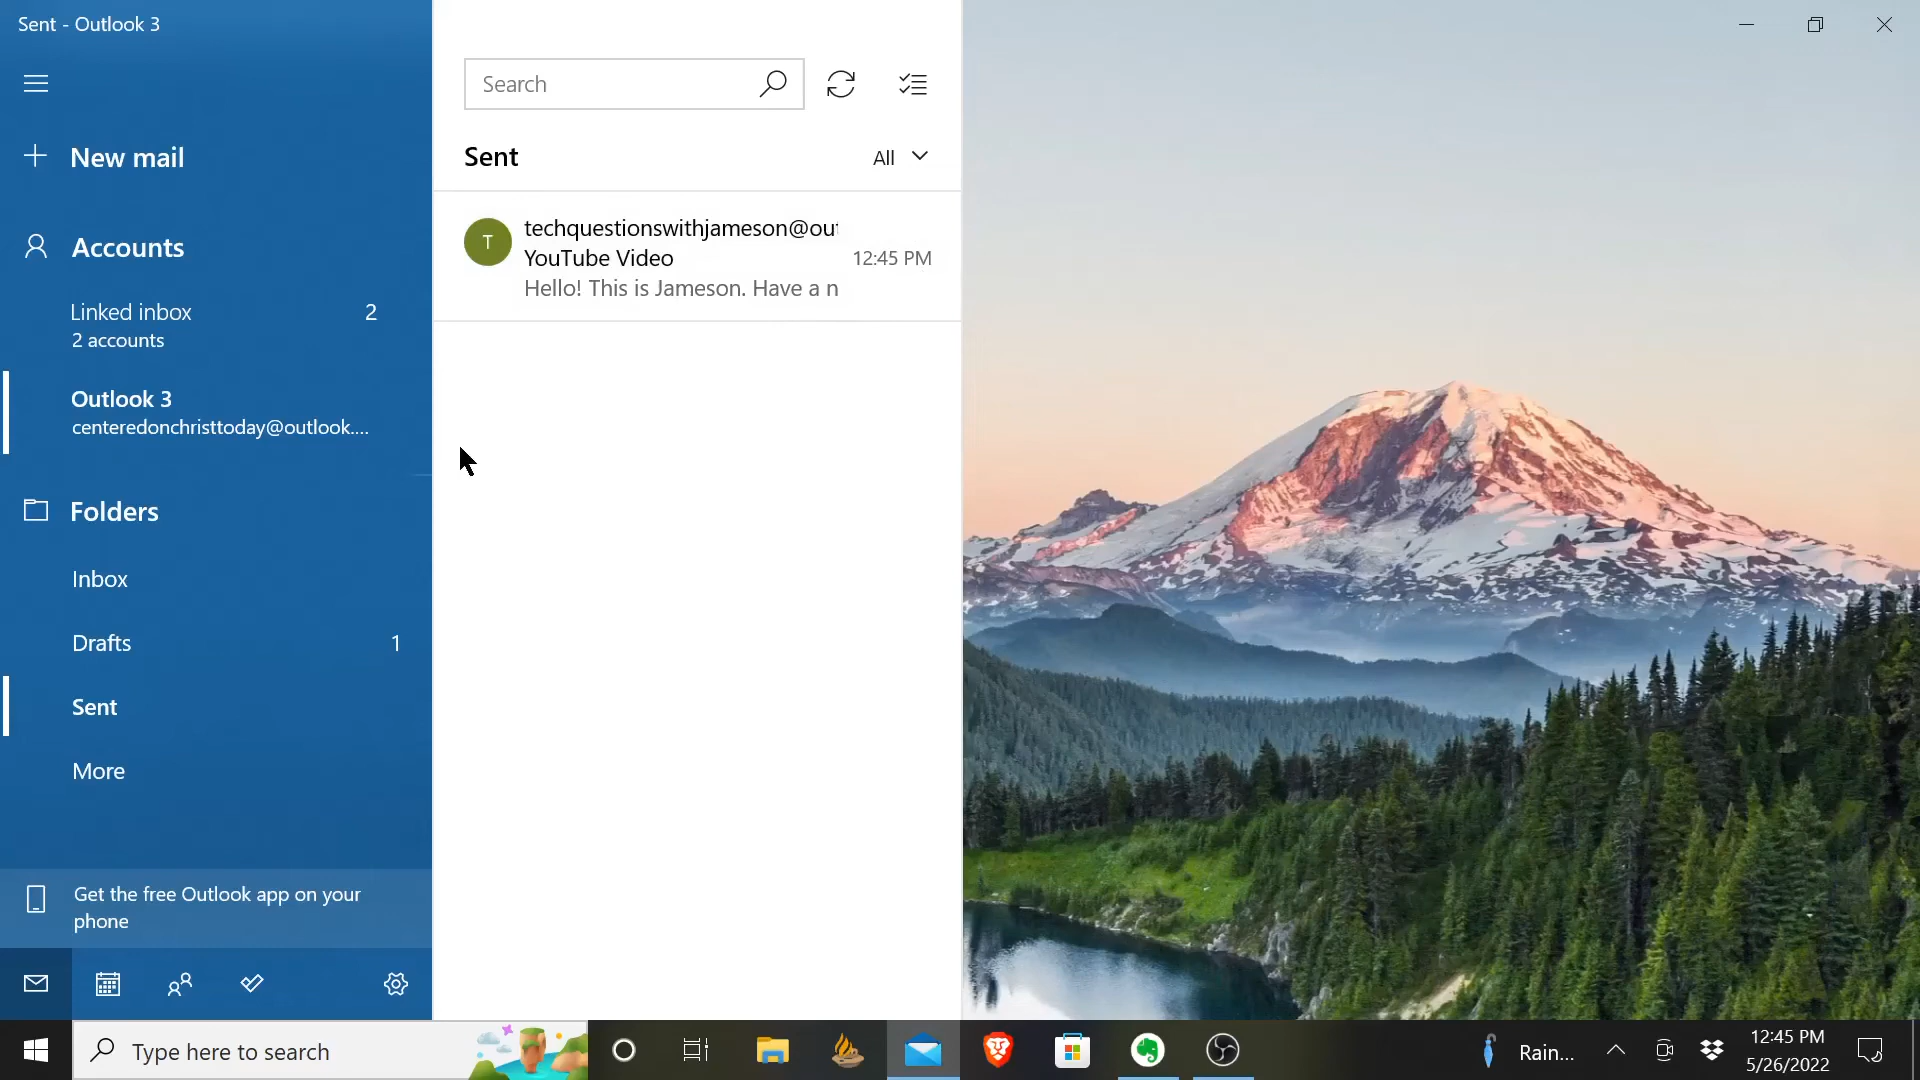 Sent - Outlook 3
New mail
Accounts
Linked inbox 2
2 accounts
Outlook 3
centeredonchristtoday@outlook....
Folders
Inbox
Drafts 1
Sent
More
Get the free Outlook app on your
phone
Search
Sent All
T
techquestionswithjameson@ou
YouTube Video 12:45 PM
Hello! This is Jameson. Have a n
Type here to search
Rain...
12:45 PM
5/26/2022